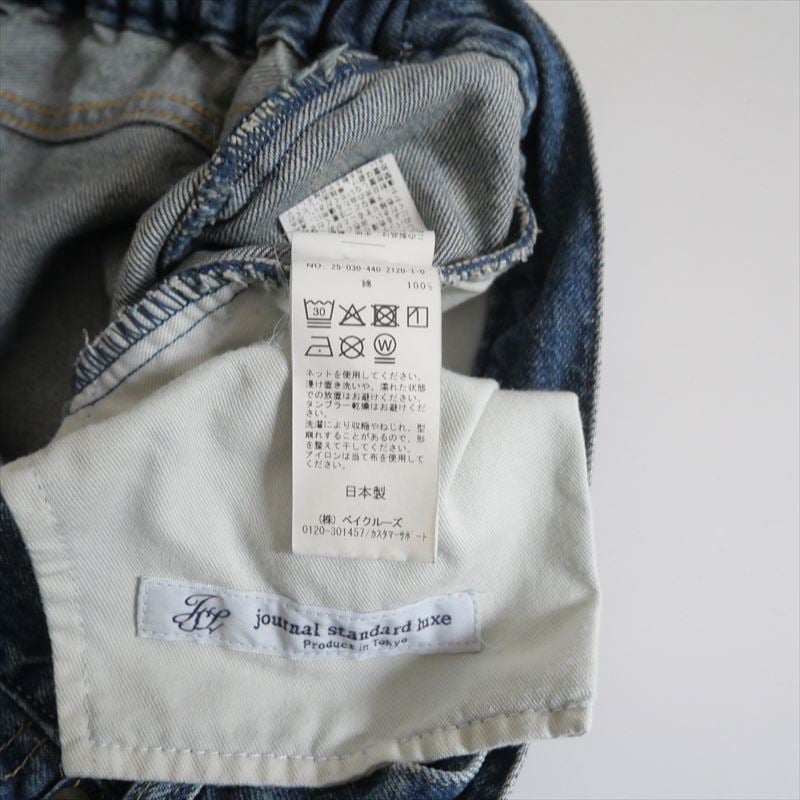 NO. 25-030-440-2120-1-0
綿 100%
30
W
ネットを使用してください。
浸け置き洗いや、濡れた状態
での放置はお避けください。
タンブラー乾燥はお避けくだ
さい。
洗濯により収縮やねじれ、型
崩れすることがあるので、形
を整えて干してください。
アイロンは当て布を使用して
ください。
日本製
(株) ベイクルーズ
0120-301457/カスタマーサポート
journal standard luxe
Produce in Tokyo